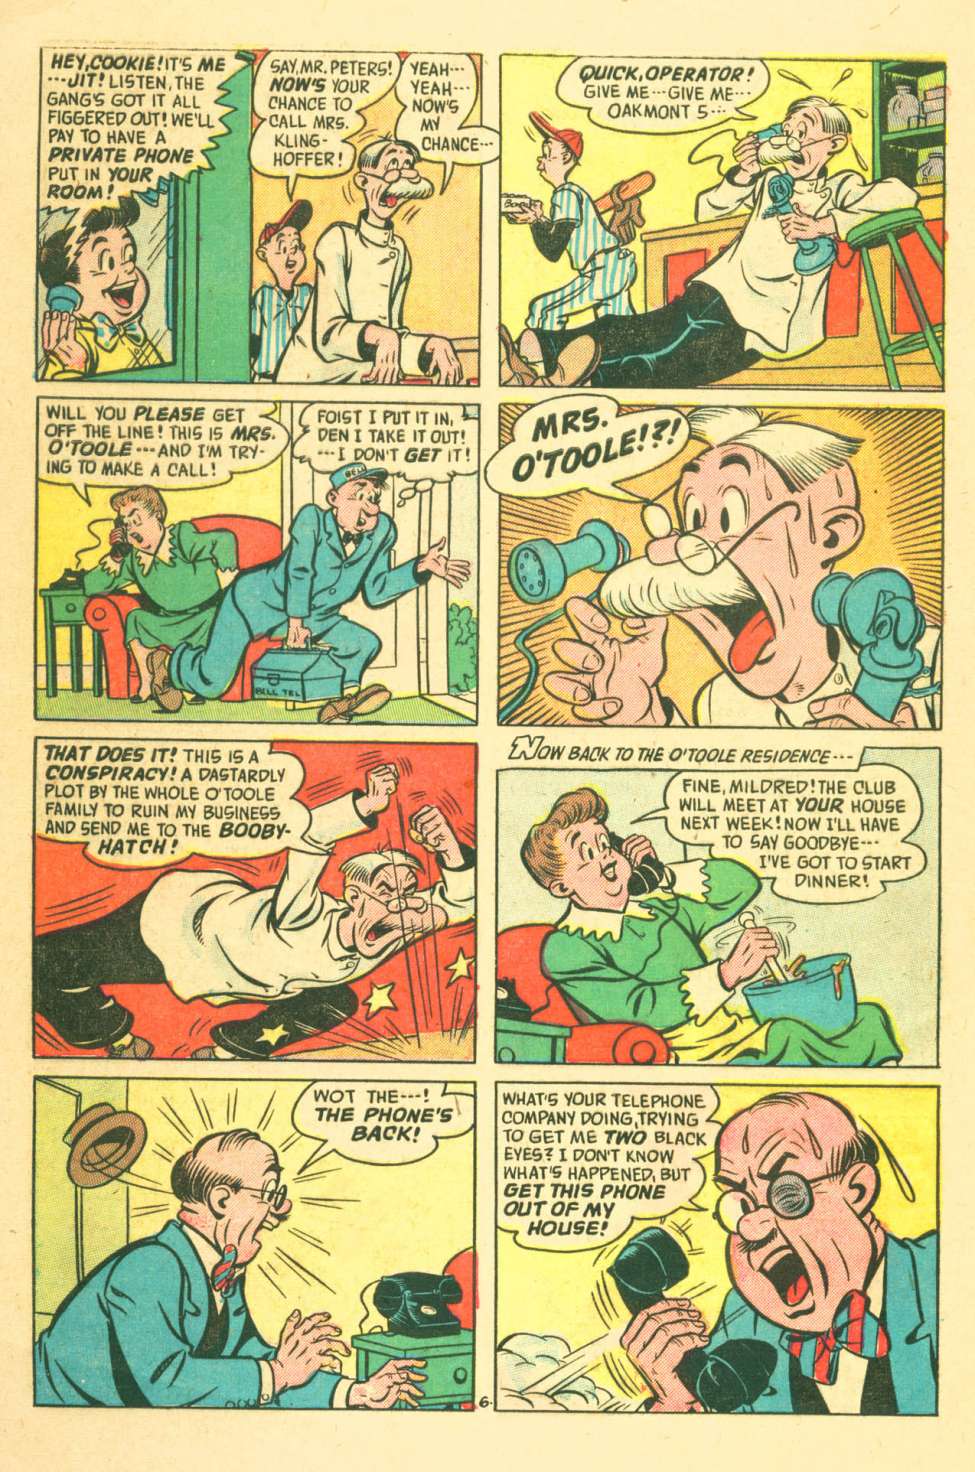 HEY, COOKIE! IT'S ME
---JIT! LISTEN, THE
GANG'S GOT IT ALL
FIGGERED OUT! WE'LL
PAY TO HAVE A
PRIVATE PHONE
PUT IN YOUR
ROOM!
SAY, MR. PETERS!
NOW'S YOUR
CHANCE TO
CALL MRS.
KLING-
HOFFER!
YEAH---
YEAH---
NOW'S
MY
CHANCE---
QUICK, OPERATOR!
GIVE ME---GIVE ME---
OAKMONT 5---
WILL YOU PLEASE GET
OFF THE LINE! THIS IS MRS.
O'TOOLE---AND I'M TRY-
ING TO MAKE A CALL!
FOIST I PUT IT IN,
DEN I TAKE IT OUT!
---I DON'T GET IT!
BELL
BELL TEL
MRS.
O'TOOLE!?!
THAT DOES IT! THIS IS A
CONSPIRACY! A DASTARDLY
PLOT BY THE WHOLE O'TOOLE
FAMILY TO RUIN MY BUSINESS
AND SEND ME TO THE BOOBY-
HATCH!
NOW BACK TO THE O'TOOLE RESIDENCE---
FINE, MILDRED! THE CLUB
WILL MEET AT YOUR HOUSE
NEXT WEEK! NOW I'LL HAVE
TO SAY GOODBYE---
I'VE GOT TO START
DINNER!
WOT THE---!
THE PHONE'S
BACK!
WHAT'S YOUR TELEPHONE
COMPANY DOING, TRYING
TO GET ME TWO BLACK
EYES? I DON'T KNOW
WHAT'S HAPPENED, BUT
GET THIS PHONE
OUT OF MY
HOUSE!
6